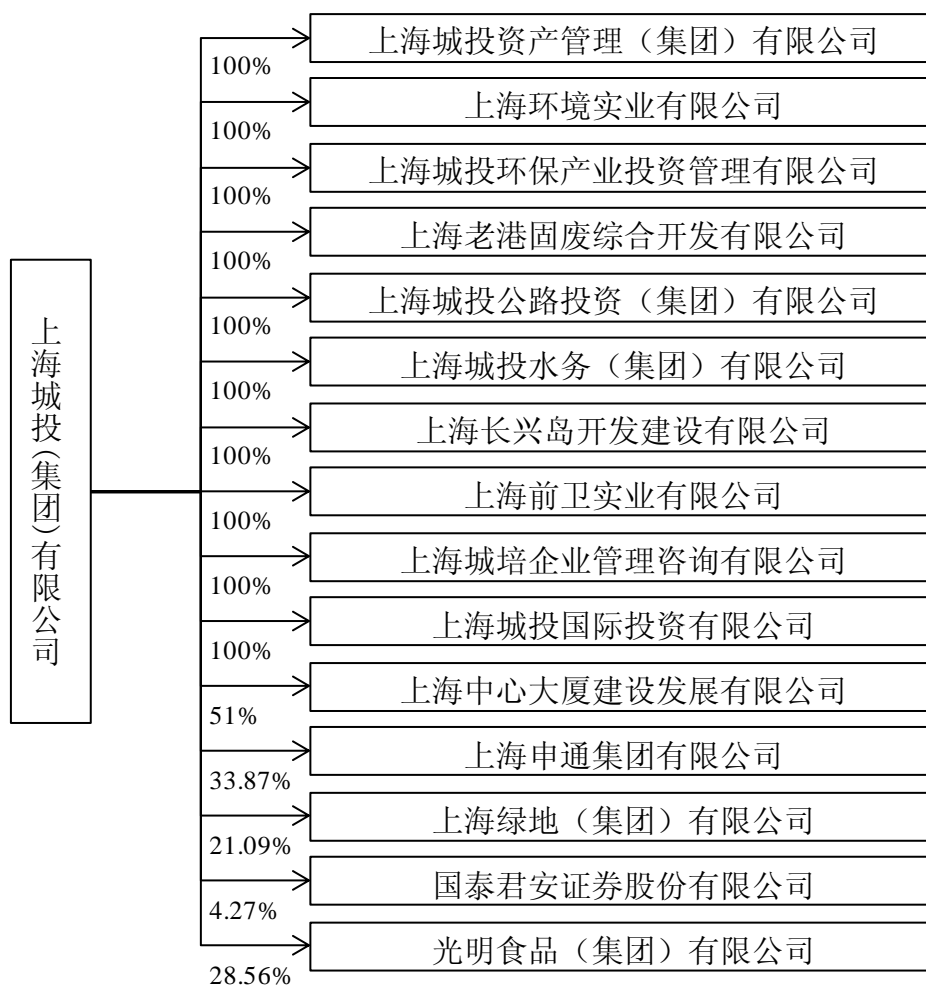 上海城投(集团)有限公司
上海城投资产管理（集团）有限公司
100%
上海环境实业有限公司
100%
上海城投环保产业投资管理有限公司
100%
上海老港固废综合开发有限公司
100%
上海城投公路投资（集团）有限公司
100%
上海城投水务（集团）有限公司
100%
上海长兴岛开发建设有限公司
100%
上海前卫实业有限公司
100%
上海城培企业管理咨询有限公司
100%
上海城投国际投资有限公司
100%
上海中心大厦建设发展有限公司
51%
上海申通集团有限公司
33.87%
上海绿地（集团）有限公司
21.09%
国泰君安证券股份有限公司
4.27%
光明食品（集团）有限公司
28.56%